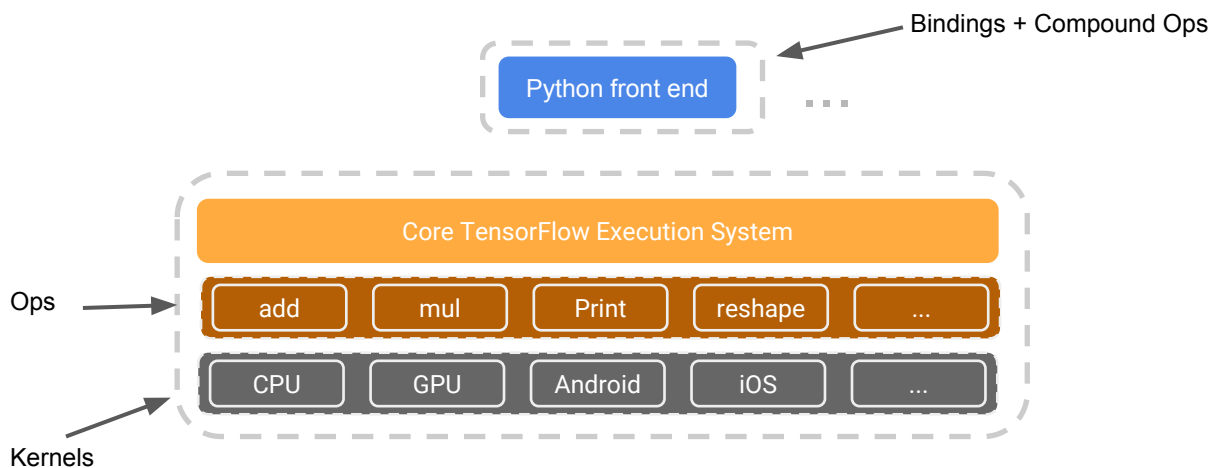 Bindings + Compound Ops
Python front end
...
Core TensorFlow Execution System
Ops
add mul Print reshape ...
CPU GPU Android iOS ...
Kernels